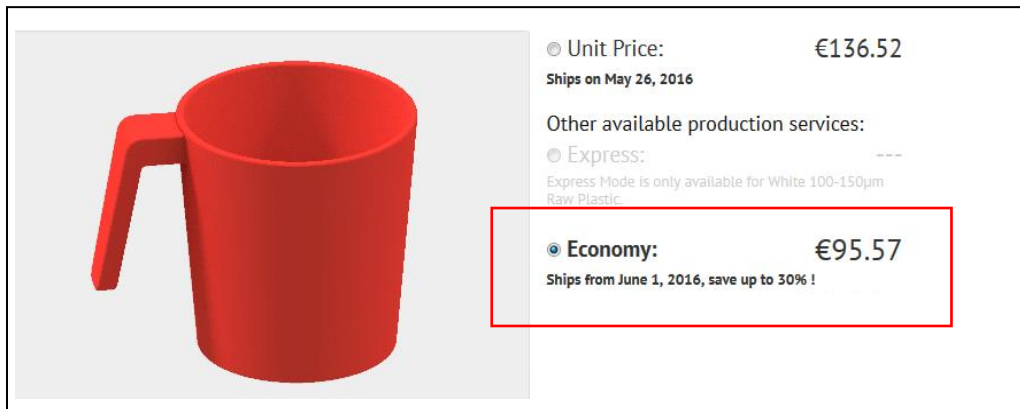 Unit Price: €136.52
Ships on May 26, 2016
Other available production services:
Express: ---
Express Mode is only available for White 100-150µm
Raw Plastic.
Economy: €95.57
Ships from June 1, 2016, save up to 30% !